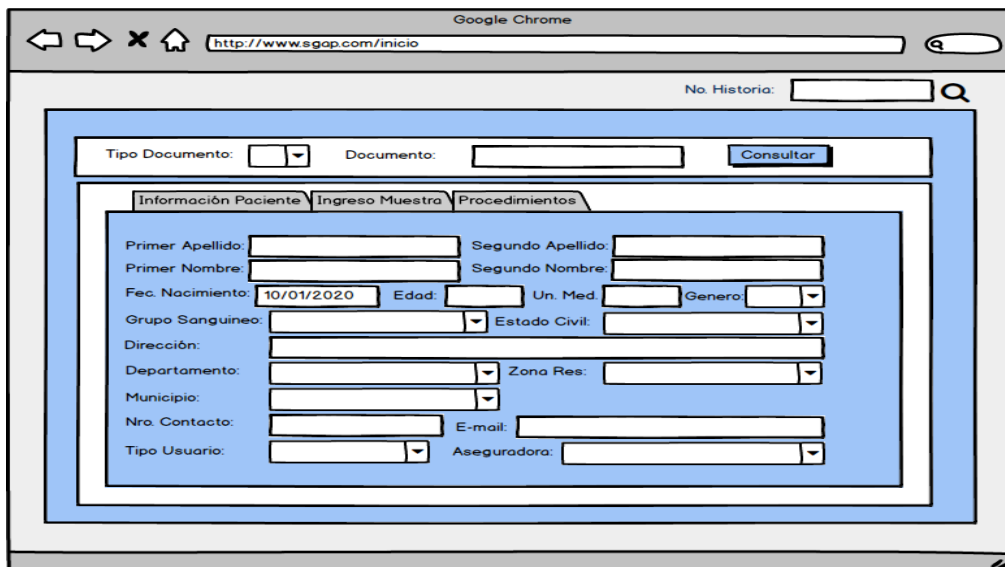 Google Chrome
http://www.sgap.com/inicio
No. Historia:
Tipo Documento: Documento: Consultar
Información Paciente Ingreso Muestra Procedimientos
Primer Apellido: Segundo Apellido:
Primer Nombre: Segundo Nombre:
Fec. Nacimiento: 10/01/2020 Edad: Un. Med. Genero:
Grupo Sanguineo: Estado Civil:
Dirección:
Departamento: Zona Res:
Municipio:
Nro. Contacto: E-mail:
Tipo Usuario: Aseguradora: